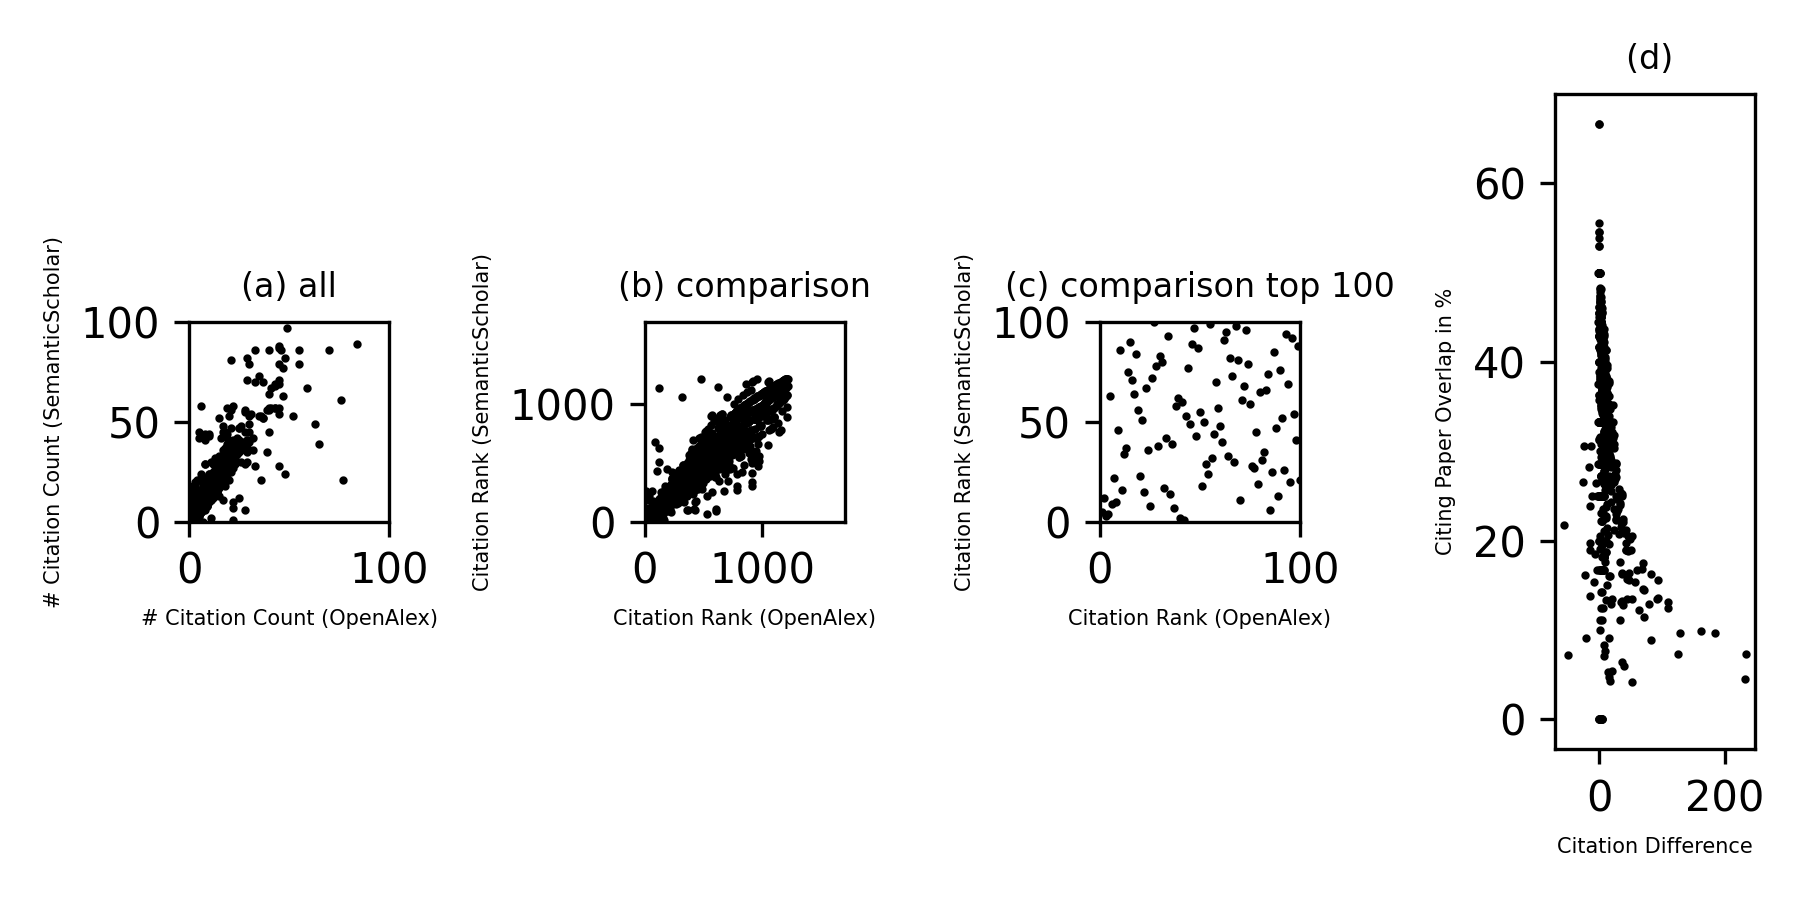 (a) all
# Citation Count (SemanticScholar)
100
50
0
0 100
# Citation Count (OpenAlex)
(b) comparison
Citation Rank (SemanticScholar)
1000
0
0 1000
Citation Rank (OpenAlex)
(c) comparison top 100
Citation Rank (SemanticScholar)
100
50
0
0 100
Citation Rank (OpenAlex)
(d)
Citing Paper Overlap in %
60
40
20
0
0 200
Citation Difference